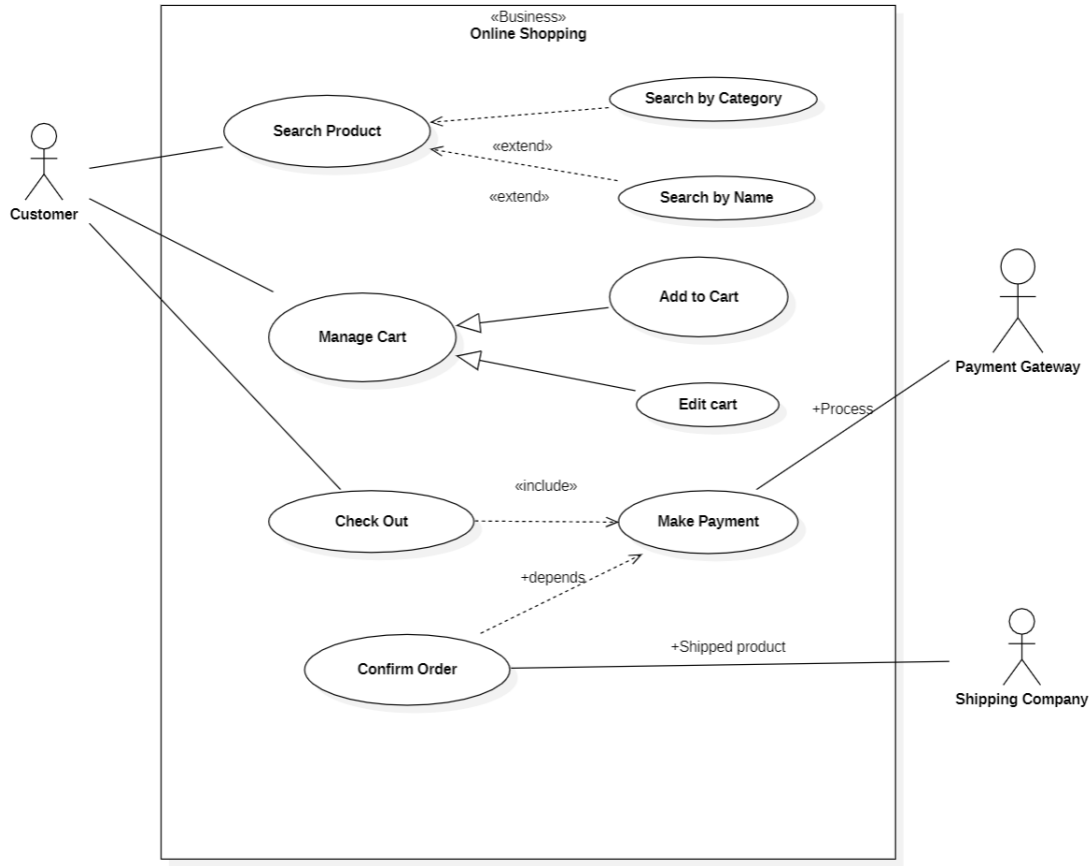 «Business»
Online Shopping
Search by Category
Search Product
«extend»
Search by Name
«extend»
Customer
Add to Cart
Manage Cart
Payment Gateway
Edit cart
+Process
«include»
Check Out
Make Payment
+depends
+Shipped product
Confirm Order
Shipping Company